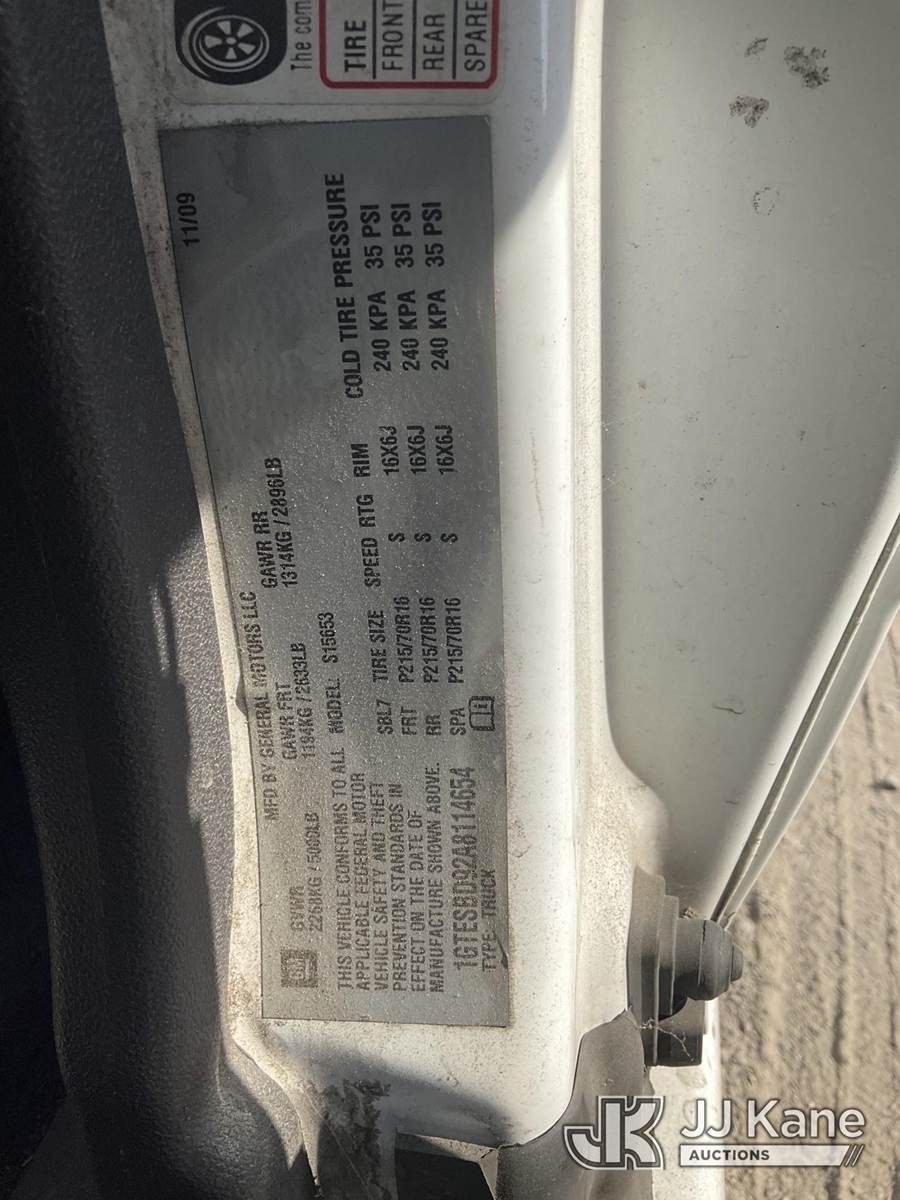 The com
TIRE
FRONT
REAR
SPARE
11/09
MFD BY GENERAL MOTORS LLC
GVWR GAWR FRT GAWR RR
2268KG / 5000LB 1194KG / 2633LB 1314KG / 2896LB
THIS VEHICLE CONFORMS TO ALL
APPLICABLE FEDERAL MOTOR
VEHICLE SAFETY AND THEFT
PREVENTION STANDARDS IN
EFFECT ON THE DATE OF
MANUFACTURE SHOWN ABOVE.
1GTESBD92A8114654
TYPE: TRUCK
MODEL: S15653
SBL7 TIRE SIZE SPEED RTG RIM COLD TIRE PRESSURE
FRT P215/70R16 S 16X6J 240 KPA 35 PSI
RR P215/70R16 S 16X6J 240 KPA 35 PSI
SPA P215/70R16 S 16X6J 240 KPA 35 PSI
JK JJ Kane
AUCTIONS